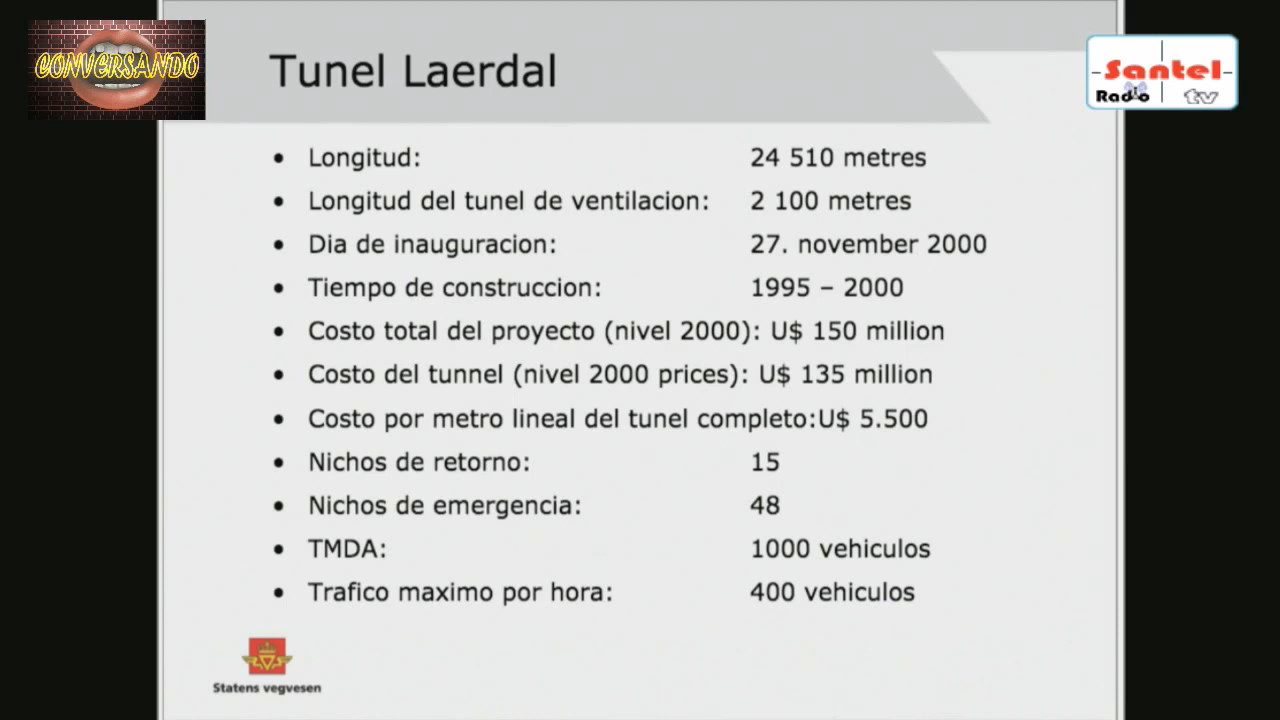 CONVERSANDO
Tunel Laerdal
Santel
Radio tv
• Longitud: 24 510 metres
• Longitud del tunel de ventilacion: 2 100 metres
• Dia de inauguracion: 27. november 2000
• Tiempo de construccion: 1995 – 2000
• Costo total del proyecto (nivel 2000): U$ 150 million
• Costo del tunnel (nivel 2000 prices): U$ 135 million
• Costo por metro lineal del tunel completo:U$ 5.500
• Nichos de retorno: 15
• Nichos de emergencia: 48
• TMDA: 1000 vehiculos
• Trafico maximo por hora: 400 vehiculos
Statens vegvesen